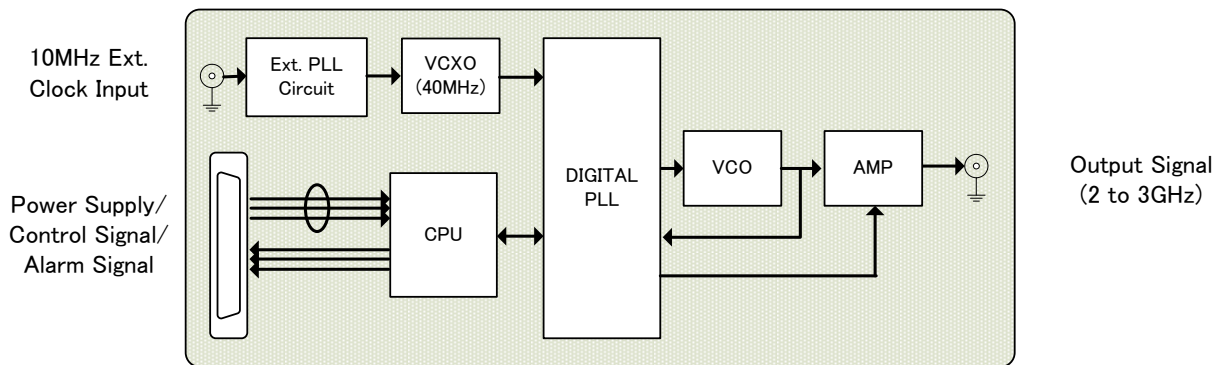 10MHz Ext.
Clock Input
Ext. PLL
Circuit
VCXO
(40MHz)
Power Supply/
Control Signal/
Alarm Signal
CPU
DIGITAL
PLL
VCO
AMP
Output Signal
(2 to 3GHz)